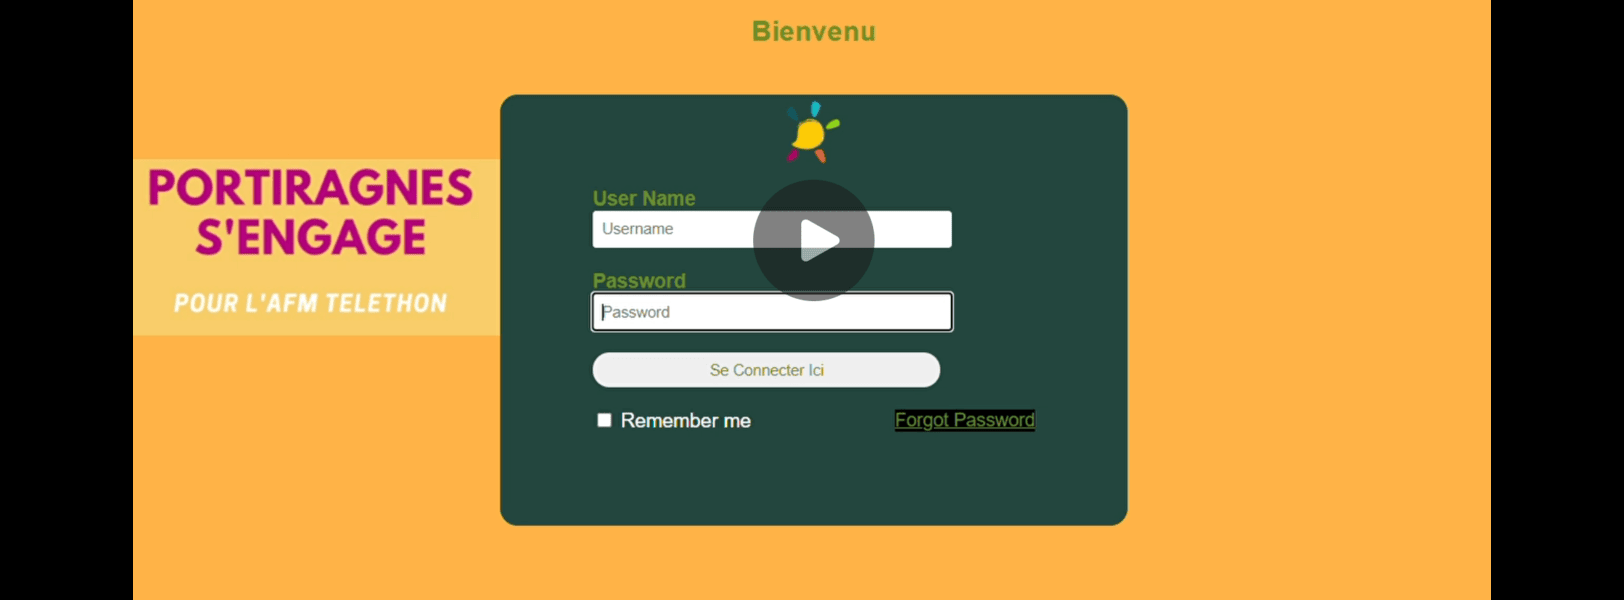 Bienvenu
PORTIRAGNES
S'ENGAGE
POUR L'AFM TELETHON
User Name
Username
Password
Password
Se Connecter Ici
Remember me
Forgot Password